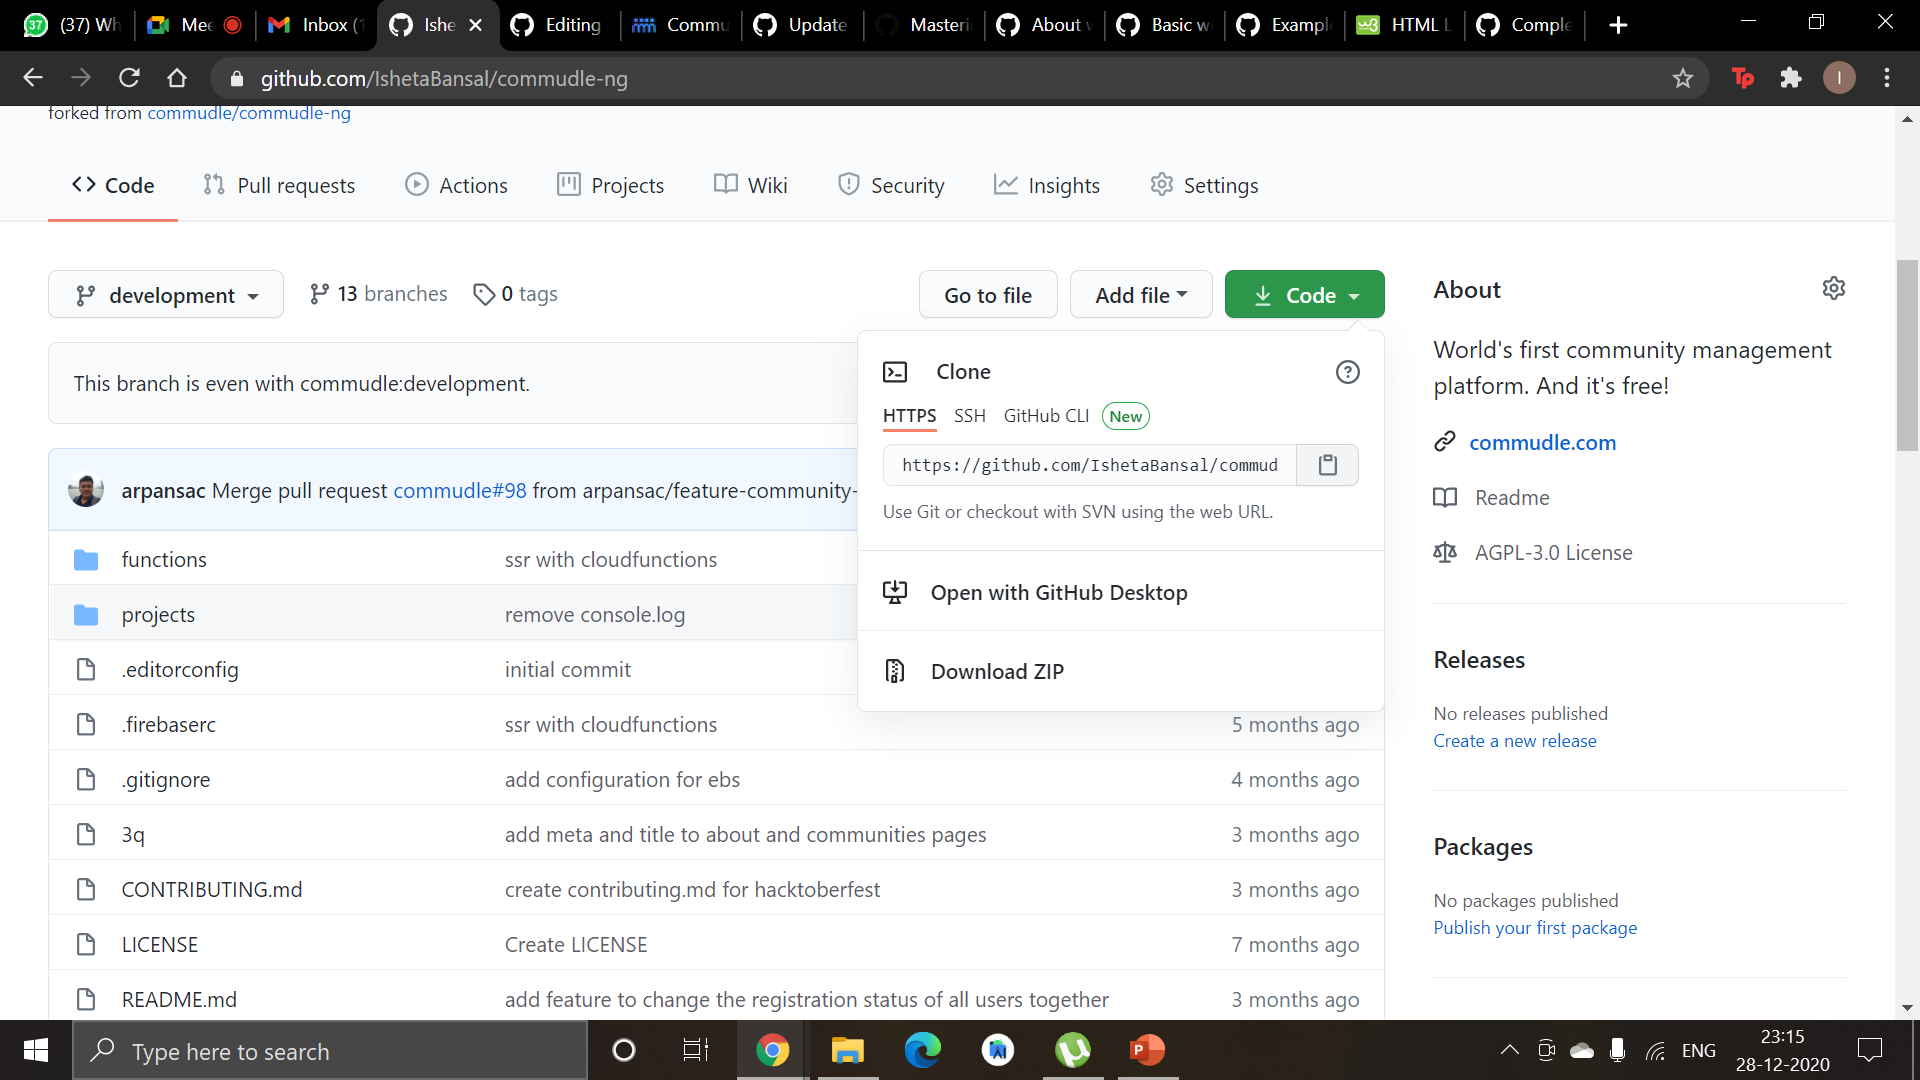 (37) Wh Mee Inbox (1 Ishe Editing Commu Update Masterin About w Basic wr Example HTML L Comple
github.com/IshetaBansal/commudle-ng
forked from commudle/commudle-ng
Code Pull requests Actions Projects Wiki Security Insights Settings
development 13 branches 0 tags Go to file Add file Code
This branch is even with commudle:development.
Clone
HTTPS SSH GitHub CLI New
https://github.com/IshetaBansal/commud
Use Git or checkout with SVN using the web URL.
Open with GitHub Desktop
Download ZIP
arpansac Merge pull request commudle#98 from arpansac/feature-community-
functions ssr with cloudfunctions
projects remove console.log
.editorconfig initial commit
.firebaserc ssr with cloudfunctions 5 months ago
.gitignore add configuration for ebs 4 months ago
3q add meta and title to about and communities pages 3 months ago
CONTRIBUTING.md create contributing.md for hacktoberfest 3 months ago
LICENSE Create LICENSE 7 months ago
README.md add feature to change the registration status of all users together 3 months ago
About
World's first community management
platform. And it's free!
commudle.com
Readme
AGPL-3.0 License
Releases
No releases published
Create a new release
Packages
No packages published
Publish your first package
Type here to search
ENG
23:15
28-12-2020